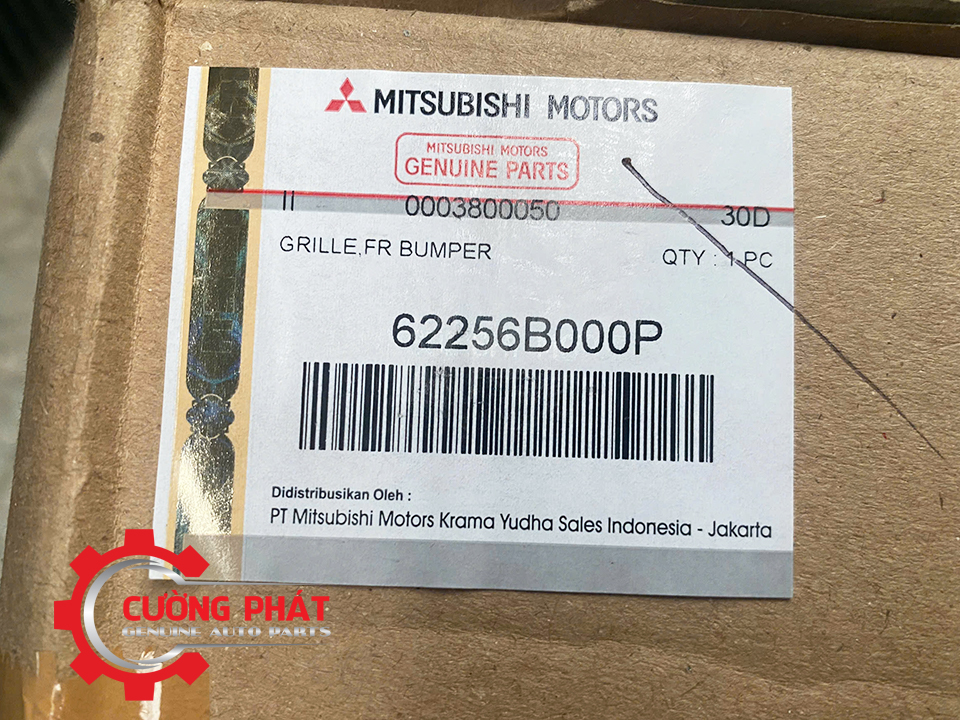 MITSUBISHI MOTORS
MITSUBISHI MOTORS
GENUINE PARTS
II 0003800050 30D
GRILLE,FR BUMPER QTY : 1 PC
62256B000P
Didistribusikan Oleh :
PT Mitsubishi Motors Krama Yudha Sales Indonesia - Jakarta
CƯỜNG PHÁT
GENUINE AUTO PARTS